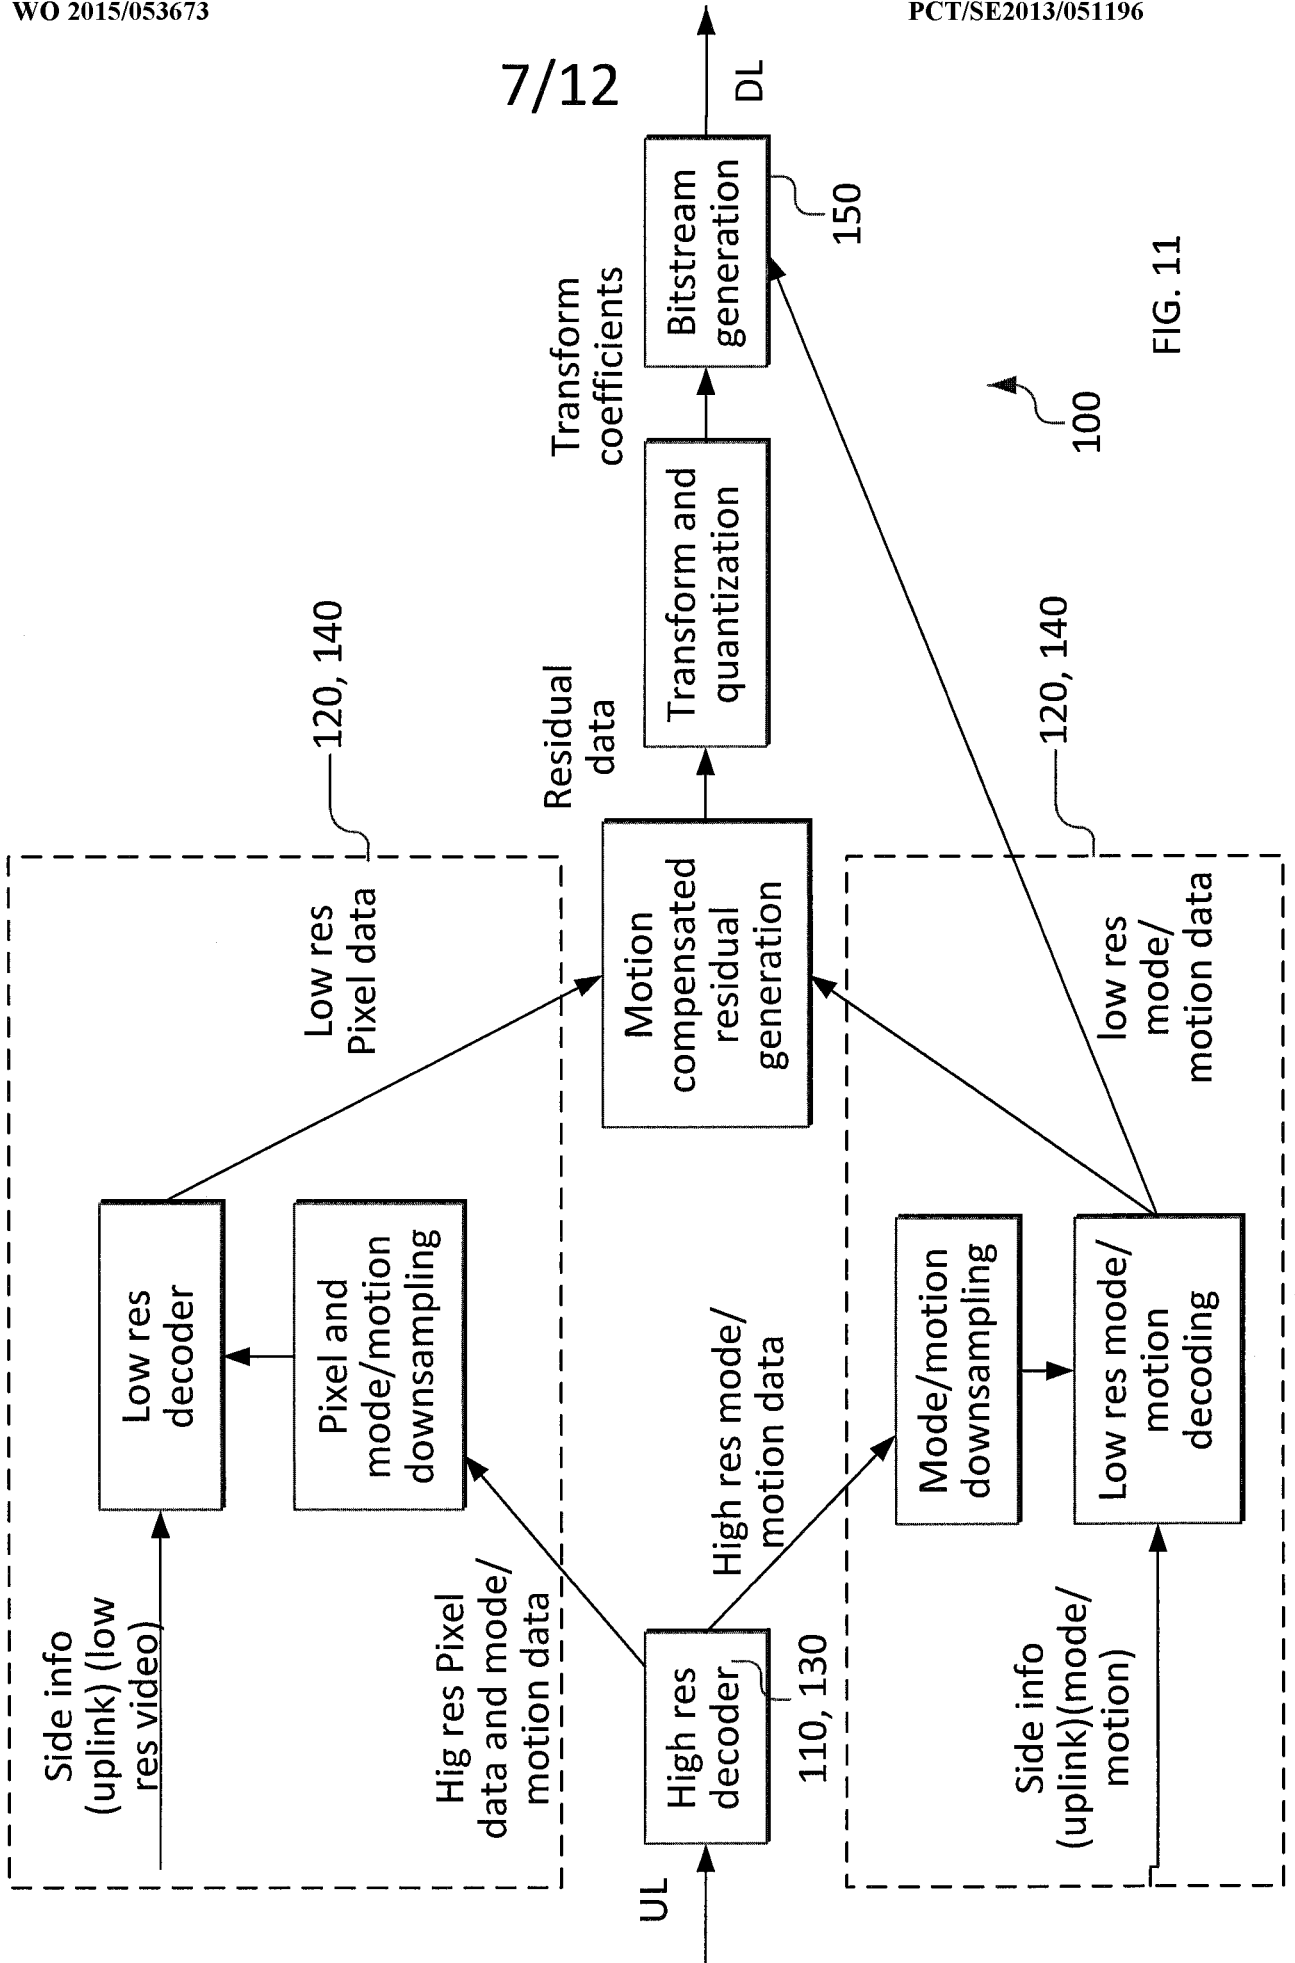 WO 2015/053673
PCT/SE2013/051196
7/12
Side info
(uplink) (low
res video)
Low res
decoder
Low res
Pixel data
120, 140
Pixel and
mode/motion
downsampling
Hig res Pixel
data and mode/
motion data
UL
High res
decoder
110, 130
High res mode/
motion data
Motion
compensated
residual
generation
Residual
data
Transform and
quantization
Transform
coefficients
Bitstream
generation
150
DL
Mode/motion
downsampling
Low res mode/
motion
decoding
Side info
(uplink)(mode/
motion)
low res
mode/
motion data
120, 140
100
FIG. 11